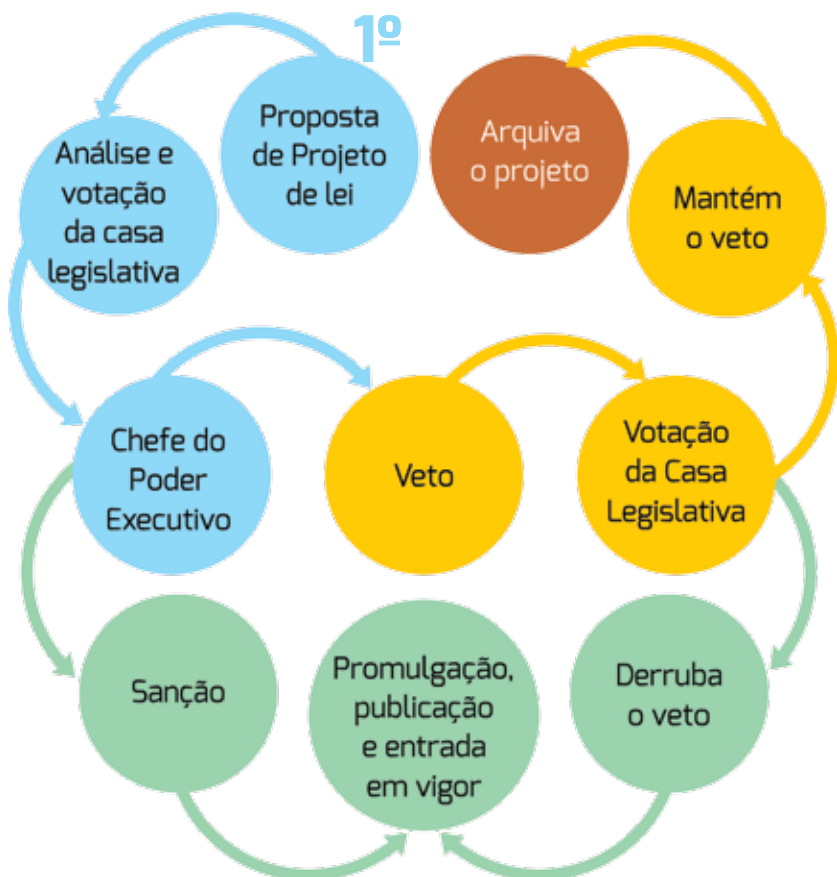 1º
Proposta
de Projeto
de lei
Análise e
votação
da casa
legislativa
Chefe do
Poder
Executivo
Veto
Votação
da Casa
Legislativa
Mantém
o veto
Arquiva
o projeto
Sanção
Derruba
o veto
Promulgação,
publicação
e entrada
em vigor